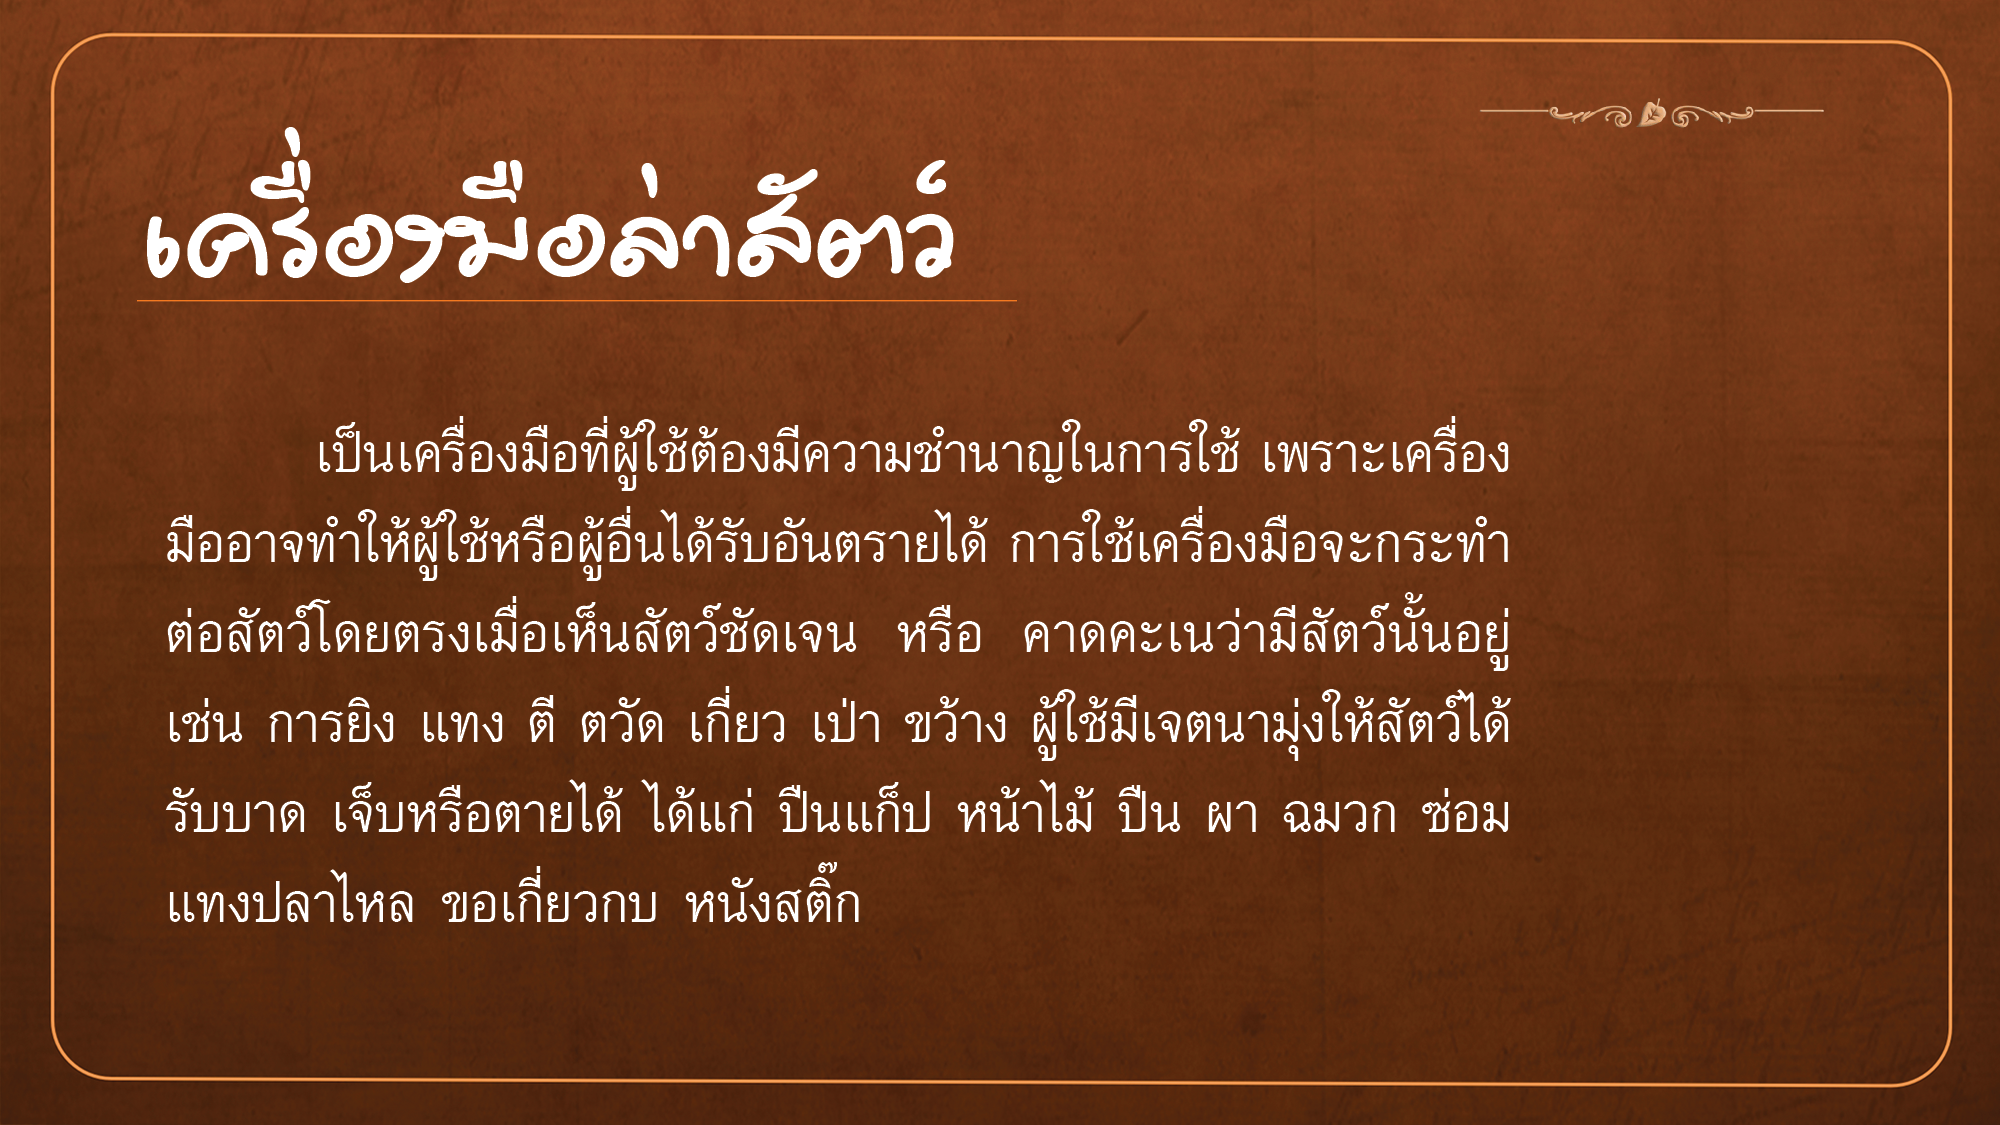 เครื่องมือล่าสัตว์
เป็นเครื่องมือที่ผู้ใช้ต้องมีความชำนาญในการใช้ เพราะเครื่อง
มืออาจทำให้ผู้ใช้หรือผู้อื่นได้รับอันตรายได้ การใช้เครื่องมือจะกระทำ
ต่อสัตว์โดยตรงเมื่อเห็นสัตว์ชัดเจน หรือ คาดคะเนว่ามีสัตว์นั้นอยู่
เช่น การยิง แทง ตี ตวัด เกี่ยว เป่า ขว้าง ผู้ใช้มีเจตนามุ่งให้สัตว์ได้
รับบาด เจ็บหรือตายได้ ได้แก่ ปืนแก็ป หน้าไม้ ปืน ผา ฉมวก ซ่อม
แทงปลาไหล ขอเกี่ยวกบ หนังสติ๊ก